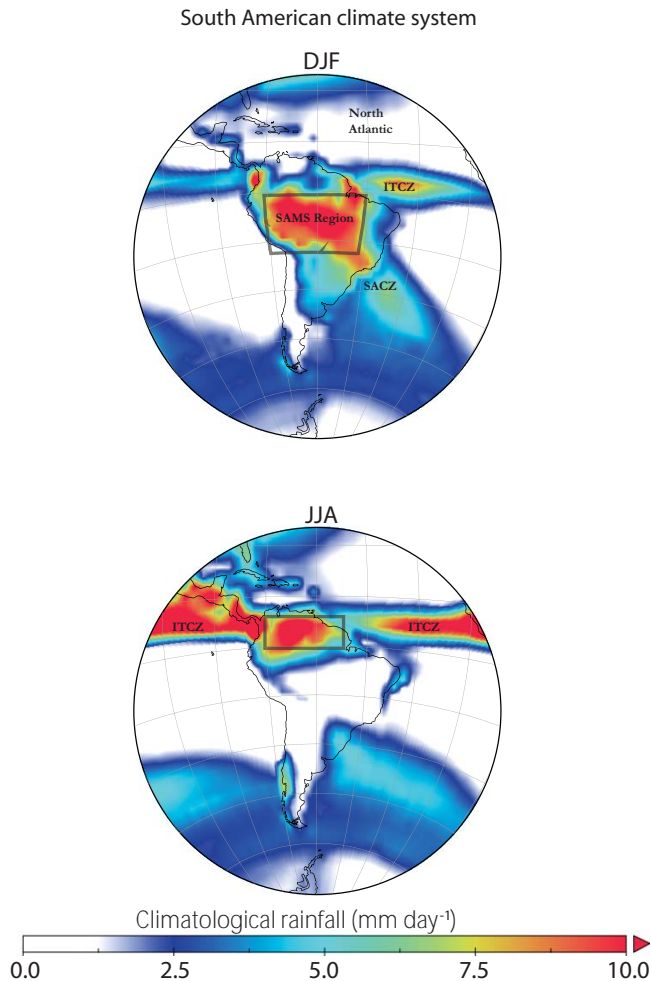 South American climate system
DJF
North
Atlantic
ITCZ
SAMS Region
SACZ
JJA
ITCZ
ITCZ
Climatological rainfall (mm day⁻¹)
0.0 2.5 5.0 7.5 10.0